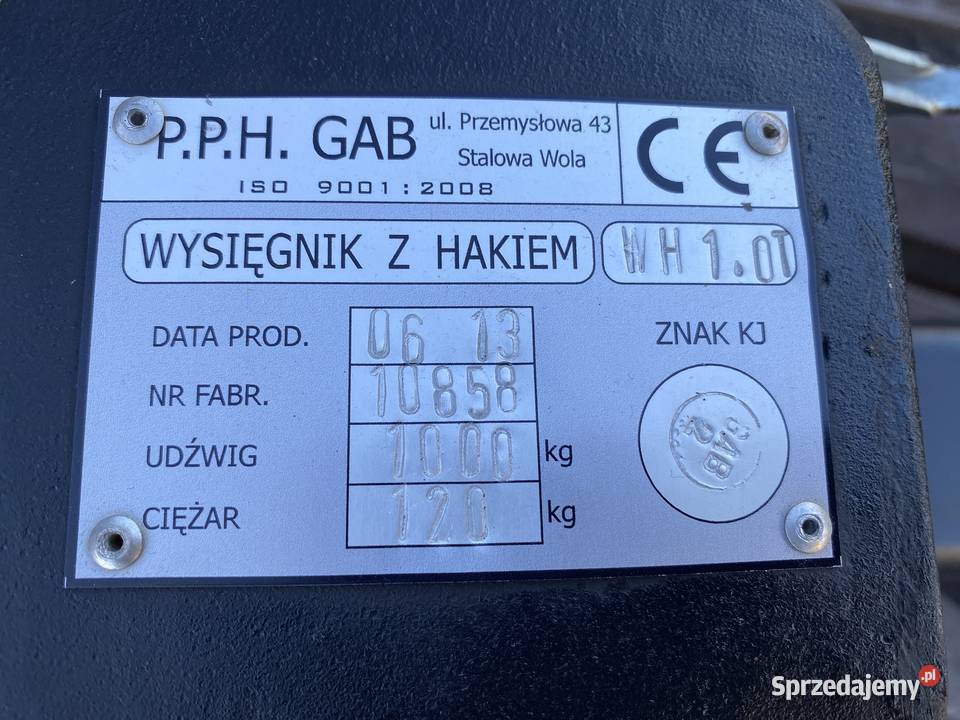 P.P.H. GAB ul. Przemysłowa 43
Stalowa Wola
ISO 9001:2008
CE
WYSIĘGNIK Z HAKIEM WH 1.0T
DATA PROD. 06 13
NR FABR. 10858
UDŹWIG 1000 kg
CIĘŻAR 120 kg
ZNAK KJ
GAB
2
Sprzedajemy.pl